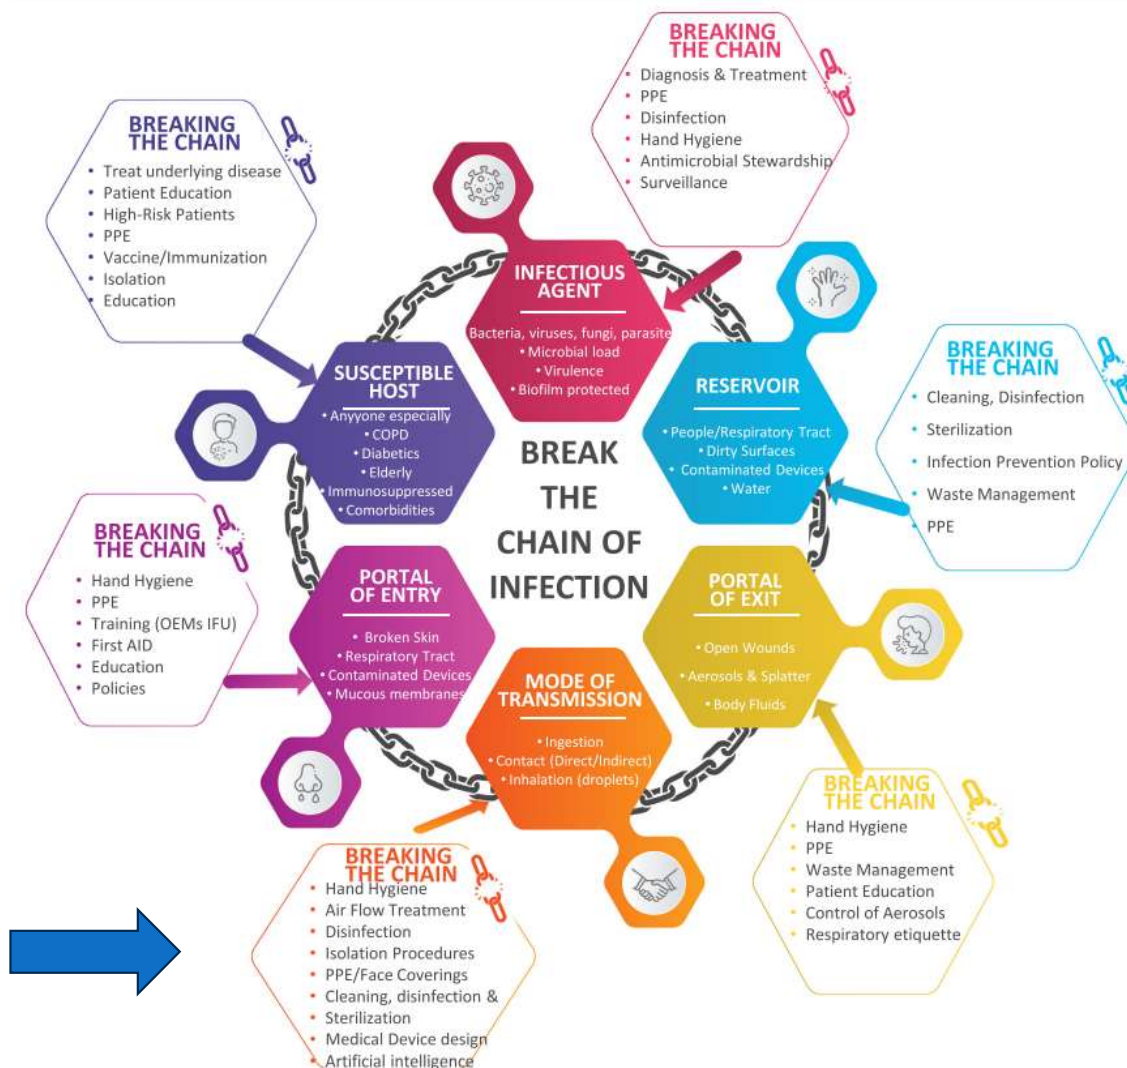 BREAKING
THE CHAIN
• Diagnosis & Treatment
• PPE
• Disinfection
• Hand Hygiene
• Antimicrobial Stewardship
• Surveillance
BREAKING
THE CHAIN
• Treat underlying disease
• Patient Education
• High-Risk Patients
• PPE
• Vaccine/Immunization
• Isolation
• Education
INFECTIOUS
AGENT
Bacteria, viruses, fungi, parasite
• Microbial load
• Virulence
• Biofilm protected
SUSCEPTIBLE
HOST
• Anyyone especially
• COPD
• Diabetics
• Elderly
• Immunosuppressed
• Comorbidities
RESERVOIR
• People/Respiratory Tract
• Dirty Surfaces
• Contaminated Devices
• Water
BREAKING
THE CHAIN
• Cleaning, Disinfection
• Sterilization
• Infection Prevention Policy
• Waste Management
• PPE
BREAK
THE
CHAIN OF
INFECTION
BREAKING
THE CHAIN
• Hand Hygiene
• PPE
• Training (OEMs IFU)
• First AID
• Education
• Policies
PORTAL
OF ENTRY
• Broken Skin
• Respiratory Tract
• Contaminated Devices
• Mucous membranes
PORTAL
OF EXIT
• Open Wounds
• Aerosols & Splatter
• Body Fluids
MODE OF
TRANSMISSION
• Ingestion
• Contact (Direct/Indirect)
• Inhalation (droplets)
BREAKING
THE CHAIN
• Hand Hygiene
• PPE
• Waste Management
• Patient Education
• Control of Aerosols
• Respiratory etiquette
BREAKING
THE CHAIN
• Hand Hygiene
• Air Flow Treatment
• Disinfection
• Isolation Procedures
• PPE/Face Coverings
• Cleaning, disinfection &
• Sterilization
• Medical Device design
• Artificial intelligence